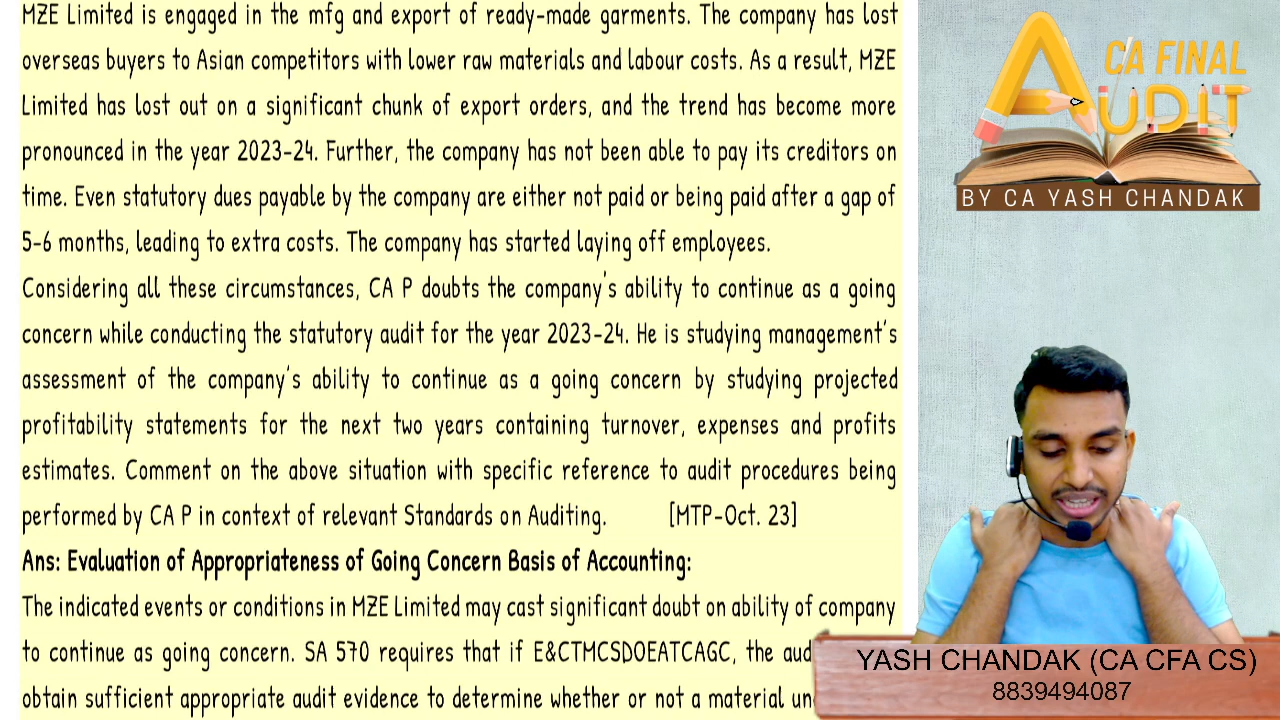 MZE Limited is engaged in the mfg and export of ready-made garments. The company has lost
overseas buyers to Asian competitors with lower raw materials and labour costs. As a result, MZE
Limited has lost out on a significant chunk of export orders, and the trend has become more
pronounced in the year 2023-24. Further, the company has not been able to pay its creditors on
time. Even statutory dues payable by the company are either not paid or being paid after a gap of
5-6 months, leading to extra costs. The company has started laying off employees.
Considering all these circumstances, CA P doubts the company's ability to continue as a going
concern while conducting the statutory audit for the year 2023-24. He is studying management's
assessment of the company's ability to continue as a going concern by studying projected
profitability statements for the next two years containing turnover, expenses and profits
estimates. Comment on the above situation with specific reference to audit procedures being
performed by CA P in context of relevant Standards on Auditing. [MTP-Oct. 23]
Ans: Evaluation of Appropriateness of Going Concern Basis of Accounting:
The indicated events or conditions in MZE Limited may cast significant doubt on ability of company
to continue as going concern. SA 570 requires that if E&CTMCSDOEATCAGC, the
obtain sufficient appropriate audit evidence to determine whether or not a material
CA FINAL
AUDIT
BY CA YASH CHANDAK
YASH CHANDAK (CA CFA CS)
8839494087